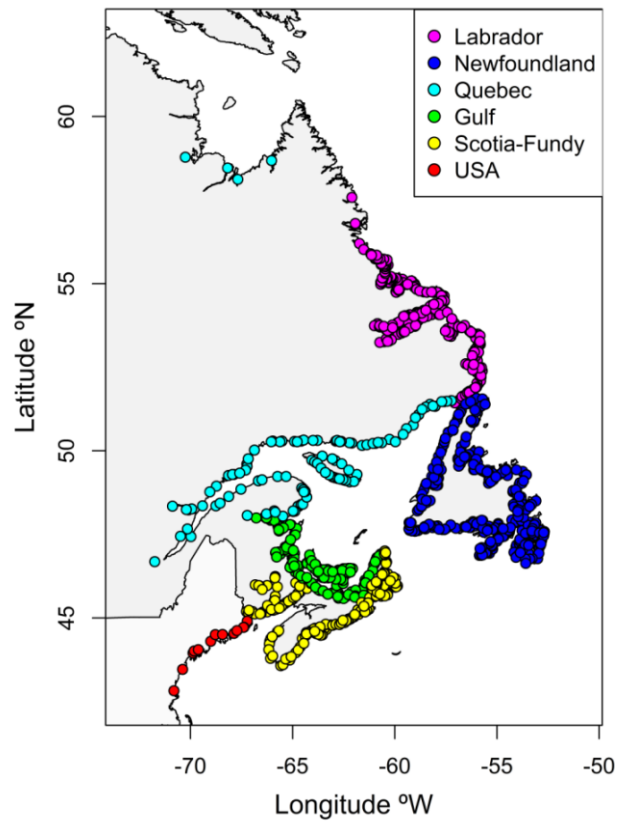 Labrador
Newfoundland
Quebec
Gulf
Scotia-Fundy
USA
60
55
50
45
Latitude ºN
-70 -65 -60 -55 -50
Longitude ºW